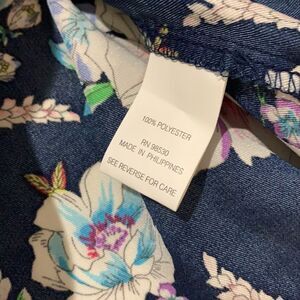 100% POLYESTER
RN 98530
MADE IN PHILIPPINES
SEE REVERSE FOR CARE